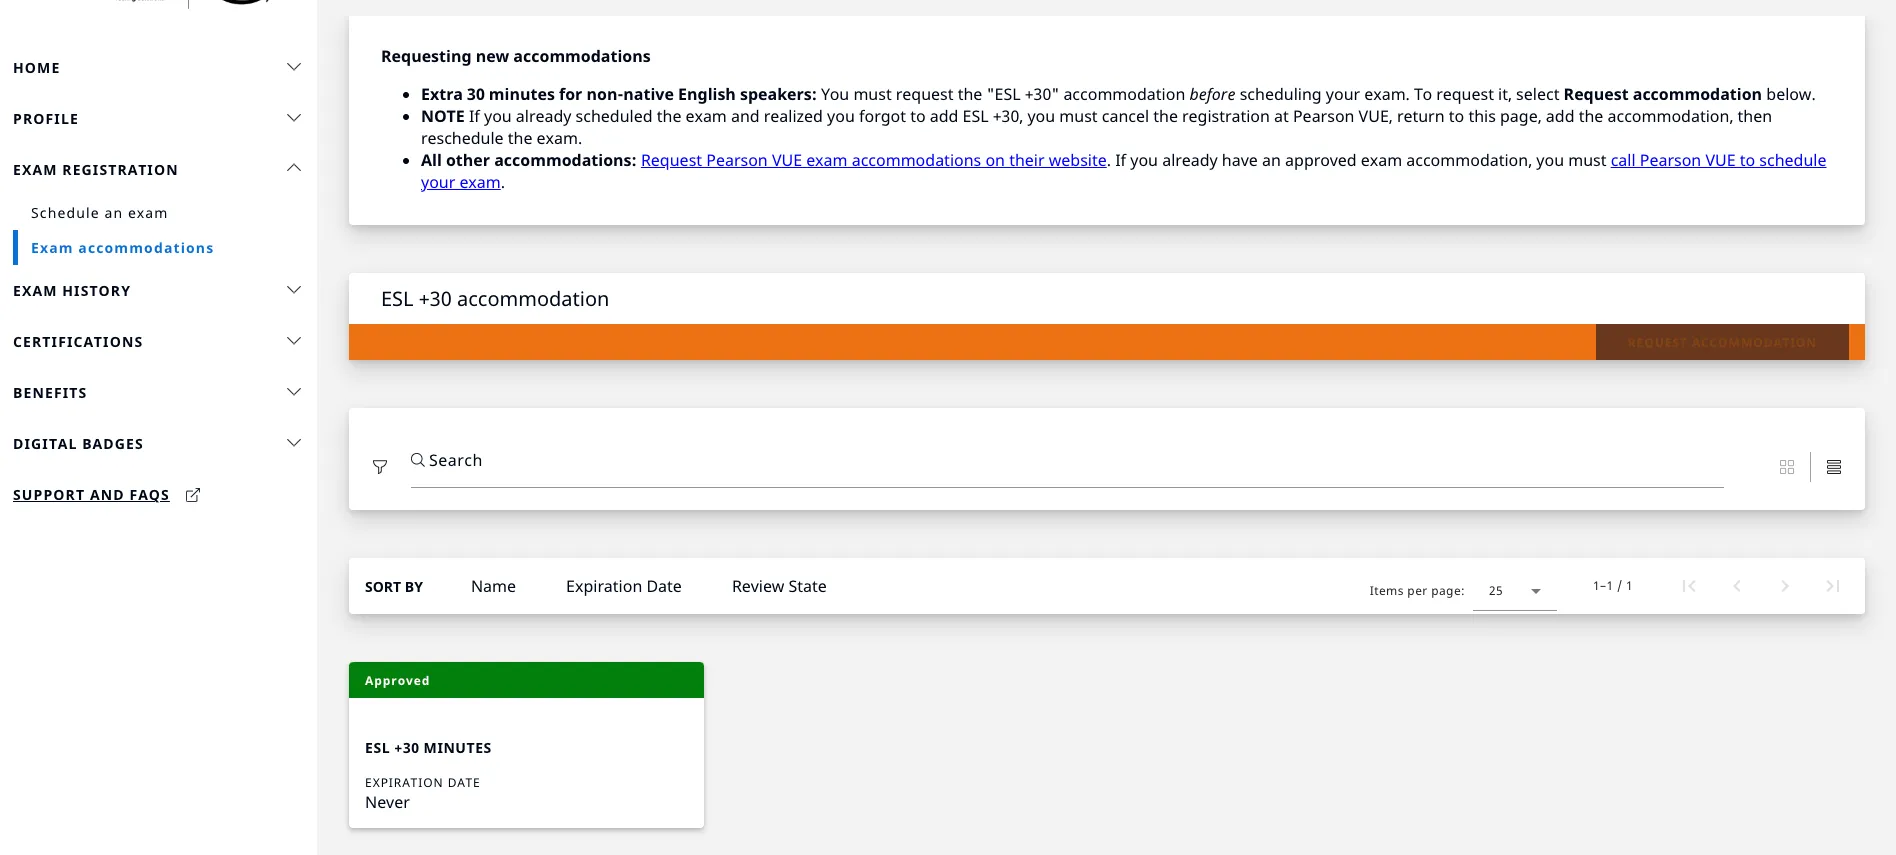 HOME
PROFILE
EXAM REGISTRATION
Schedule an exam
Exam accommodations
EXAM HISTORY
CERTIFICATIONS
BENEFITS
DIGITAL BADGES
SUPPORT AND FAQS
Requesting new accommodations
Extra 30 minutes for non-native English speakers: You must request the "ESL +30" accommodation before scheduling your exam. To request it, select Request accommodation below.
NOTE If you already scheduled the exam and realized you forgot to add ESL +30, you must cancel the registration at Pearson VUE, return to this page, add the accommodation, then
reschedule the exam.
All other accommodations: Request Pearson VUE exam accommodations on their website. If you already have an approved exam accommodation, you must call Pearson VUE to schedule
your exam.
ESL +30 accommodation
REQUEST ACCOMMODATION
Search
SORT BY Name Expiration Date Review State Items per page: 25 1–1 / 1
Approved
ESL +30 MINUTES
EXPIRATION DATE
Never